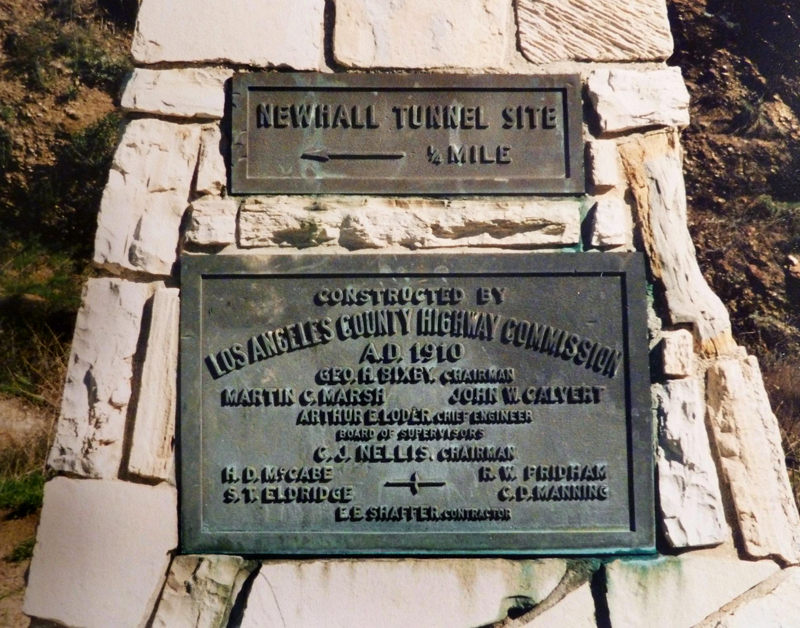 NEWHALL TUNNEL SITE
¼ MILE
CONSTRUCTED BY
LOS ANGELES COUNTY HIGHWAY COMMISSION
A.D. 1910
GEO. H. BIXBY. CHAIRMAN
MARTIN C. MARSH JOHN W. CALVERT
ARTHUR E. LODER. CHIEF ENGINEER
BOARD OF SUPERVISORS
C. J. NELLIS. CHAIRMAN
H. D. McCABE R. W. PRIDHAM
S. T. ELDRIDGE C. D. MANNING
E. E. SHAFFER. CONTRACTOR